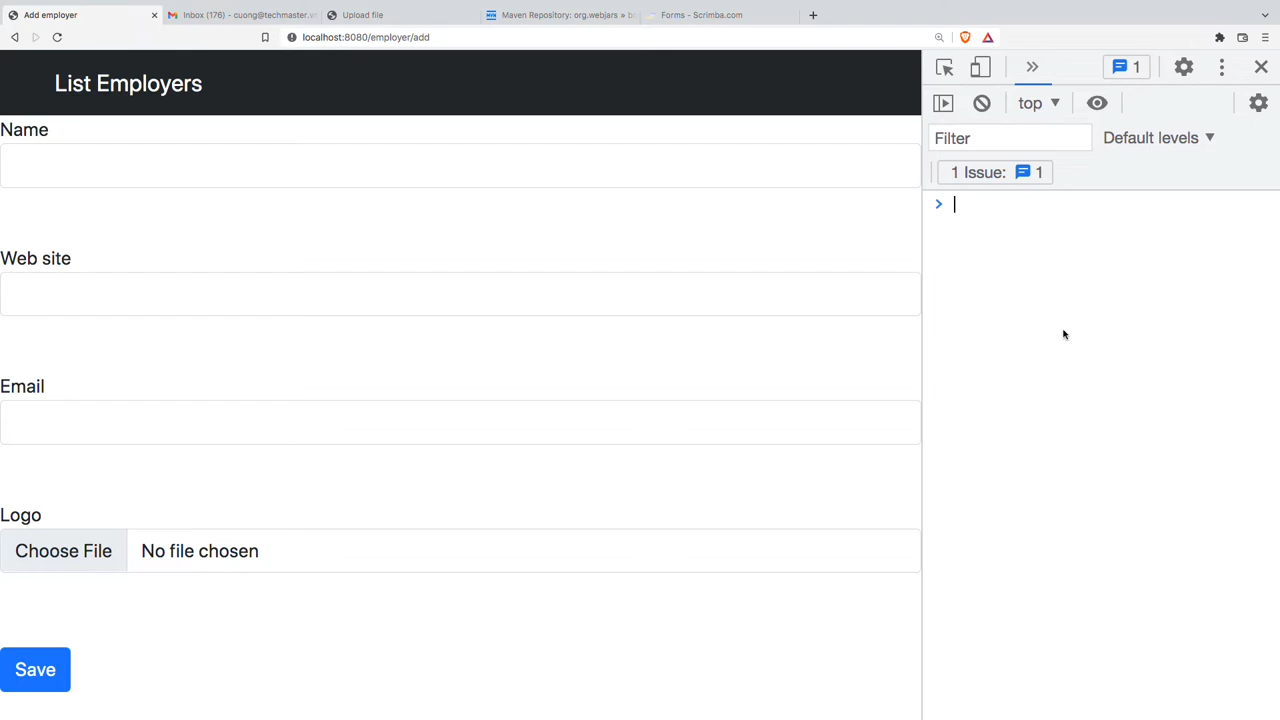 Add employer
Inbox (176) - cuong@techmaster.v
Upload file
Maven Repository: org.webjars » b
Forms - Scrimba.com
localhost:8080/employer/add
List Employers
1
top
Name
Filter
Default levels
1 Issue: 1
Web site
Email
Logo
Choose File No file chosen
Save